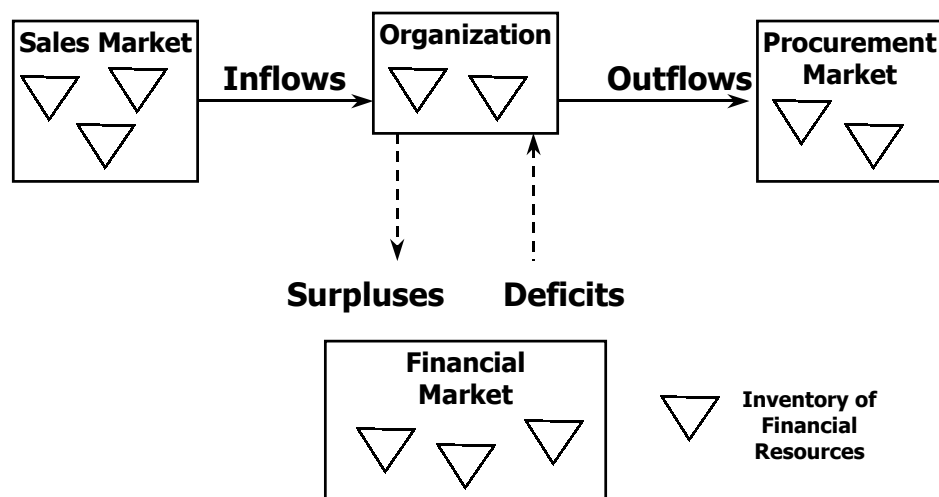 Sales Market
Inflows
Organization
Outflows
Procurement
Market
Surpluses
Deficits
Financial
Market
Inventory of
Financial
Resources